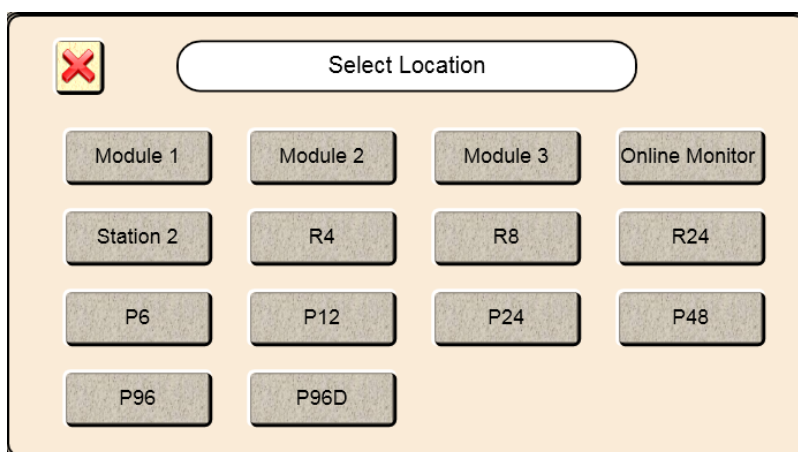 Select Location
Module 1 Module 2 Module 3 Online Monitor
Station 2 R4 R8 R24
P6 P12 P24 P48
P96 P96D